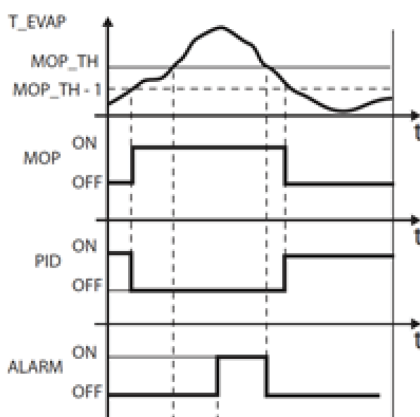 T_EVAP
MOP_TH
MOP_TH - 1
t
MOP
ON
OFF
t
PID
ON
OFF
t
ALARM
ON
OFF